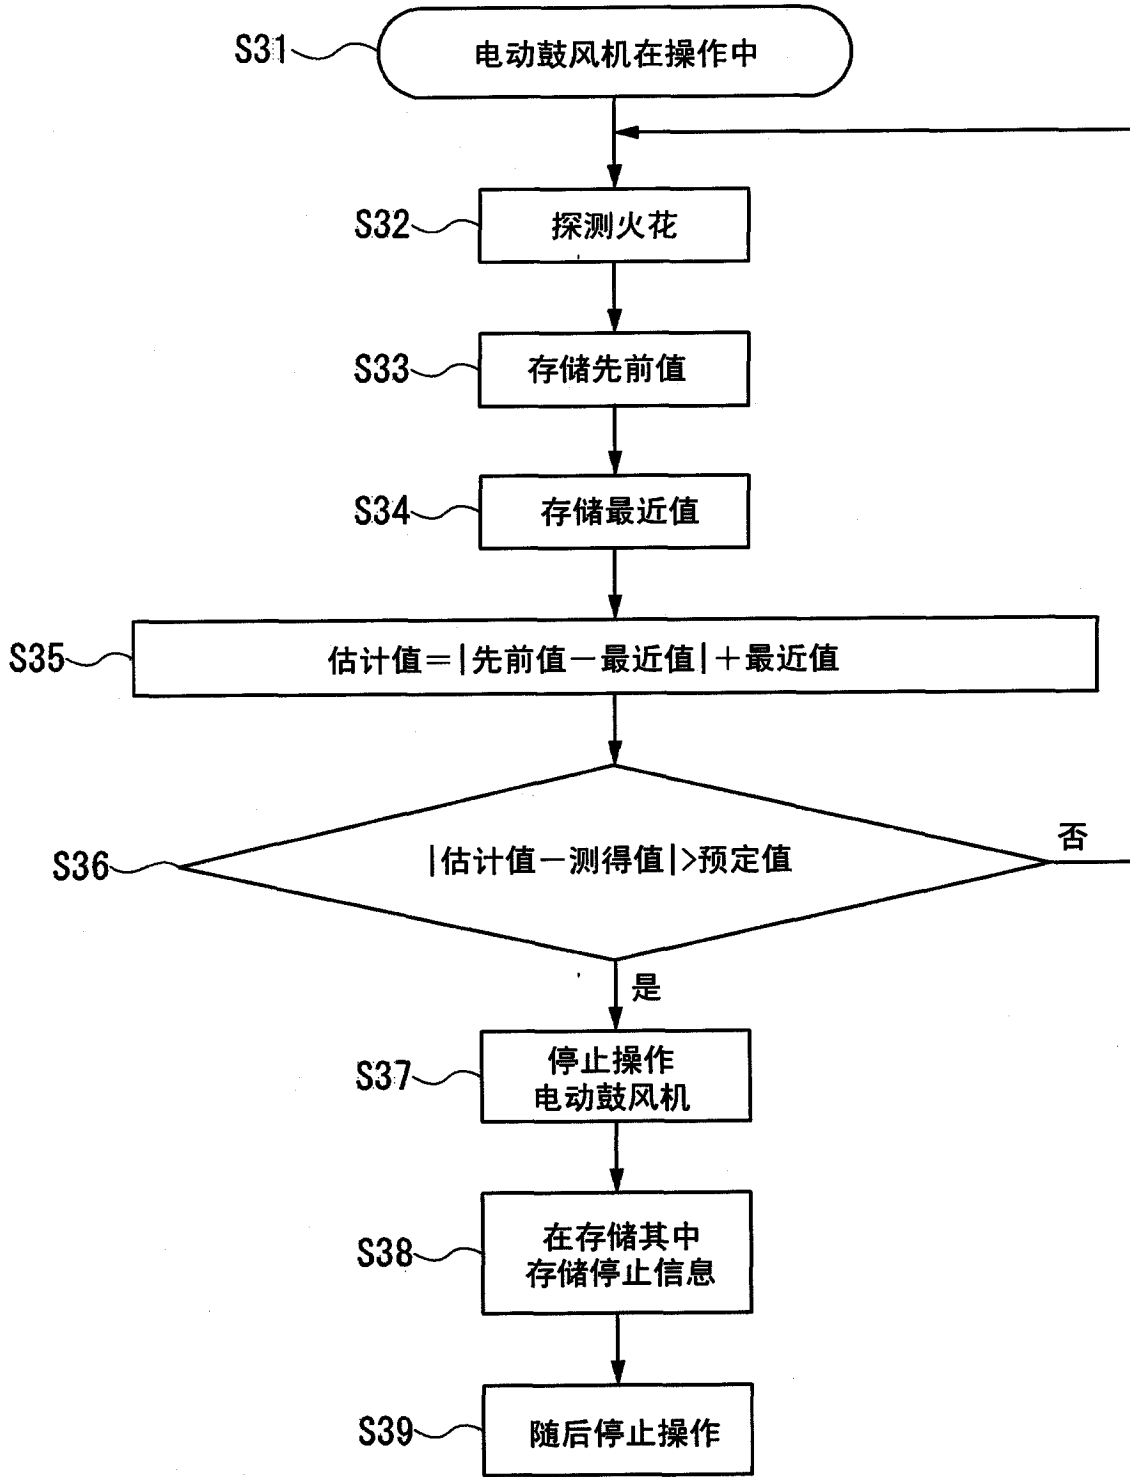 S31
电动鼓风机在操作中
S32
探测火花
S33
存储先前值
S34
存储最近值
S35
估计值=|先前值-最近值|+最近值
S36
|估计值-测得值|>预定值
否
是
S37
停止操作
电动鼓风机
S38
在存储其中
存储停止信息
S39
随后停止操作